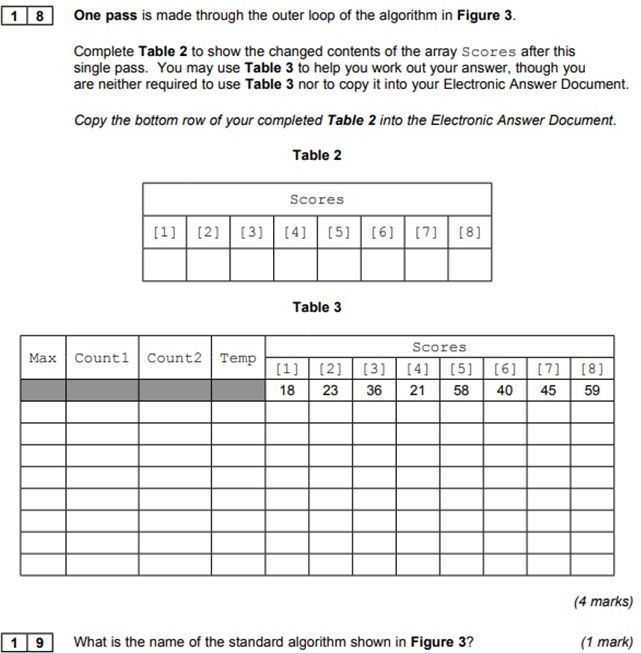 1 8 One pass is made through the outer loop of the algorithm in Figure 3.
Complete Table 2 to show the changed contents of the array Scores after this
single pass. You may use Table 3 to help you work out your answer, though you
are neither required to use Table 3 nor to copy it into your Electronic Answer Document.
Copy the bottom row of your completed Table 2 into the Electronic Answer Document.
Table 2
Scores
[1] [2] [3] [4] [5] [6] [7] [8]
Table 3
Max Count1 Count2 Temp Scores
[1] [2] [3] [4] [5] [6] [7] [8]
18 23 36 21 58 40 45 59
(4 marks)
1 9 What is the name of the standard algorithm shown in Figure 3? (1 mark)